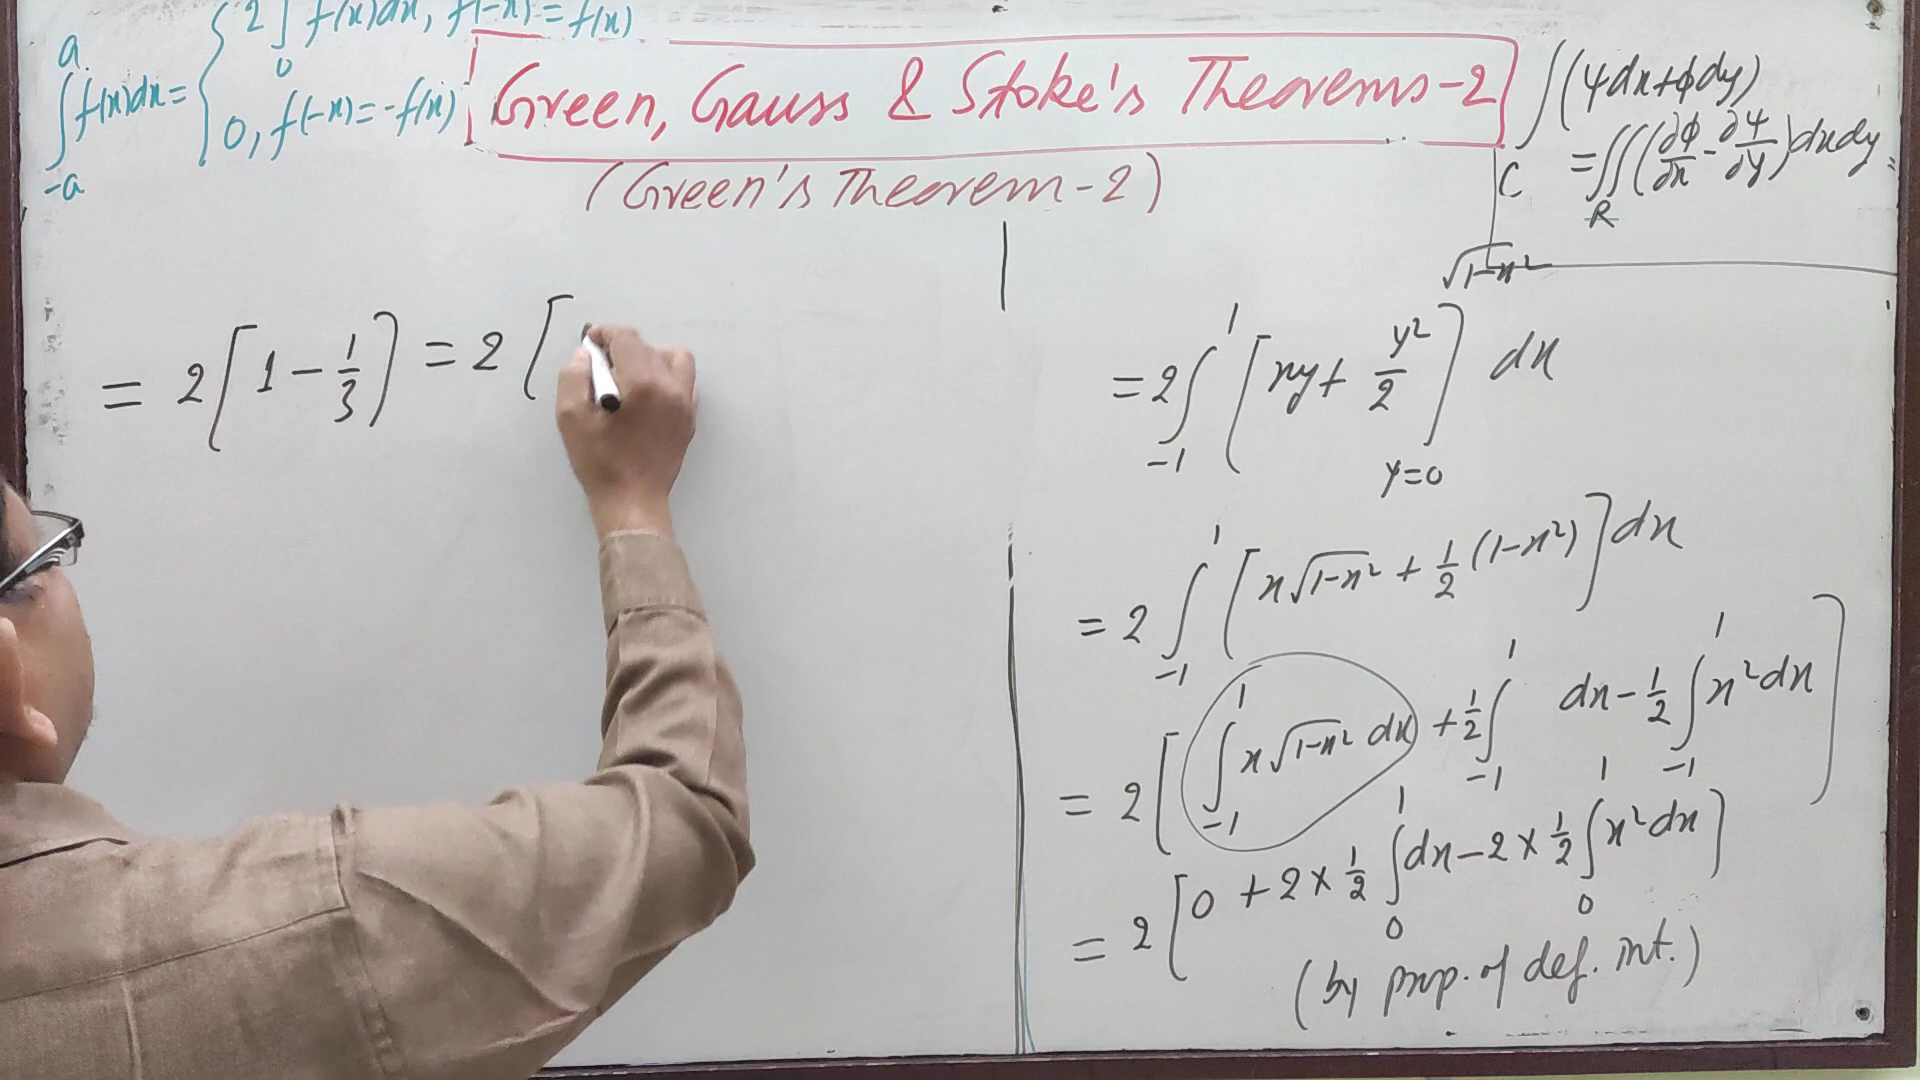 ∫_{-a}^{a} f(x)dx = { 2∫_0 f(x)dx, f(-x) = f(x)
0, f(-x) = -f(x)
Green, Gauss & Stoke's Theorems-2
(Green's Theorem-2)
∫_C (ψdx+ϕdy)
= ∬_R (∂ϕ/∂x - ∂ψ/∂y) dxdy
= 2[1 - 1/3] = 2[
= 2∫_{-1}^{1} [xy + y²/2]_{y=0}^{√1-x²} dx
= 2∫_{-1}^{1} [x√1-x² + 1/2 (1-x²)] dx
= 2[∫_{-1}^{1} x√1-x² dx + 1/2 ∫_{-1}^{1} dx - 1/2 ∫_{-1}^{1} x² dx]
= 2[0 + 2 × 1/2 ∫_0^1 dx - 2 × 1/2 ∫_0^1 x² dx]
(by prop. of def. int.)